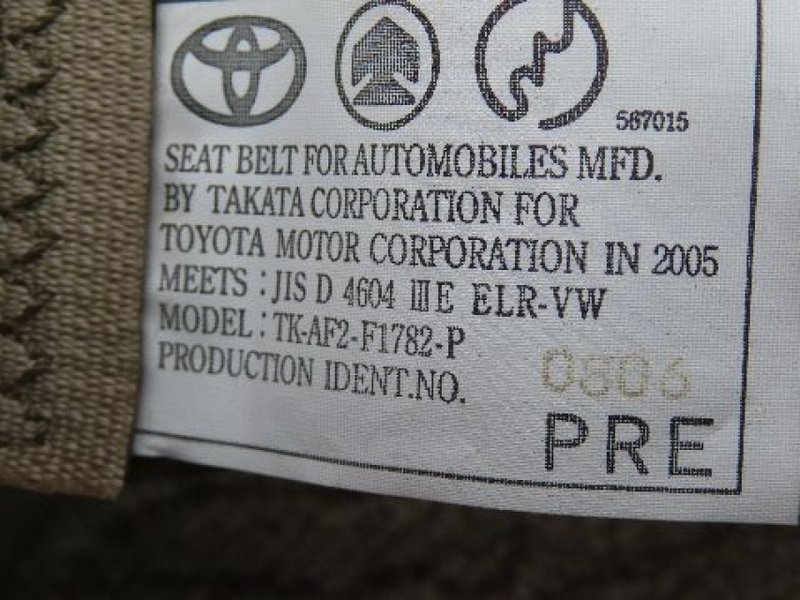 567015
SEAT BELT FOR AUTOMOBILES MFD.
BY TAKATA CORPORATION FOR
TOYOTA MOTOR CORPORATION IN 2005
MEETS : JIS D 4604 ⅢE ELR-VW
MODEL : TK-AF2-F1782-P
PRODUCTION IDENT.NO. 0806
PRE